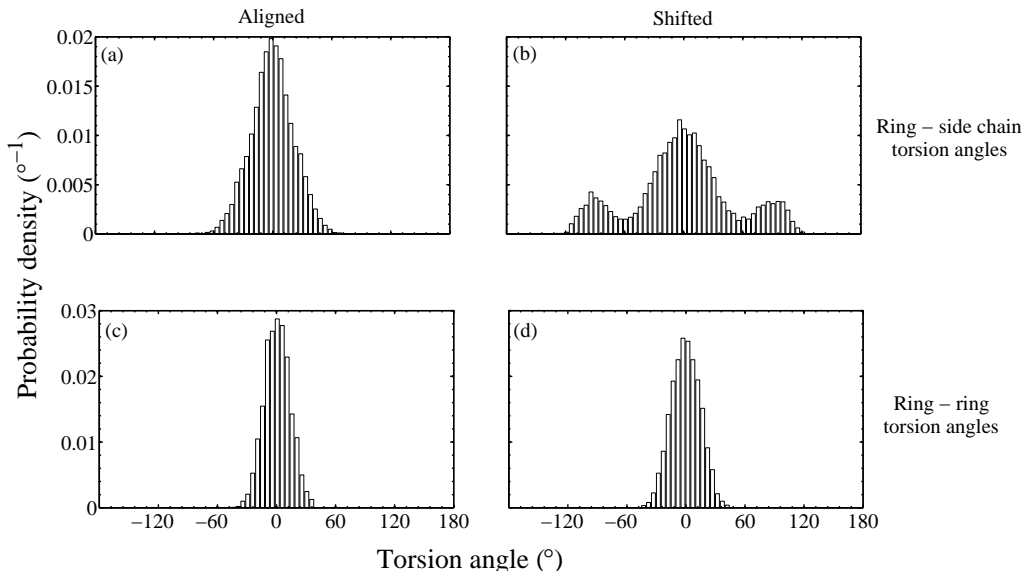 Aligned
Shifted
(a)
(b)
0.02
0.015
0.01
0.005
0
Ring – side chain
torsion angles
Probability density (°⁻¹)
(c)
(d)
0.03
0.02
0.01
0
Ring – ring
torsion angles
−120 −60 0 60 120 180
−120 −60 0 60 120 180
Torsion angle (°)